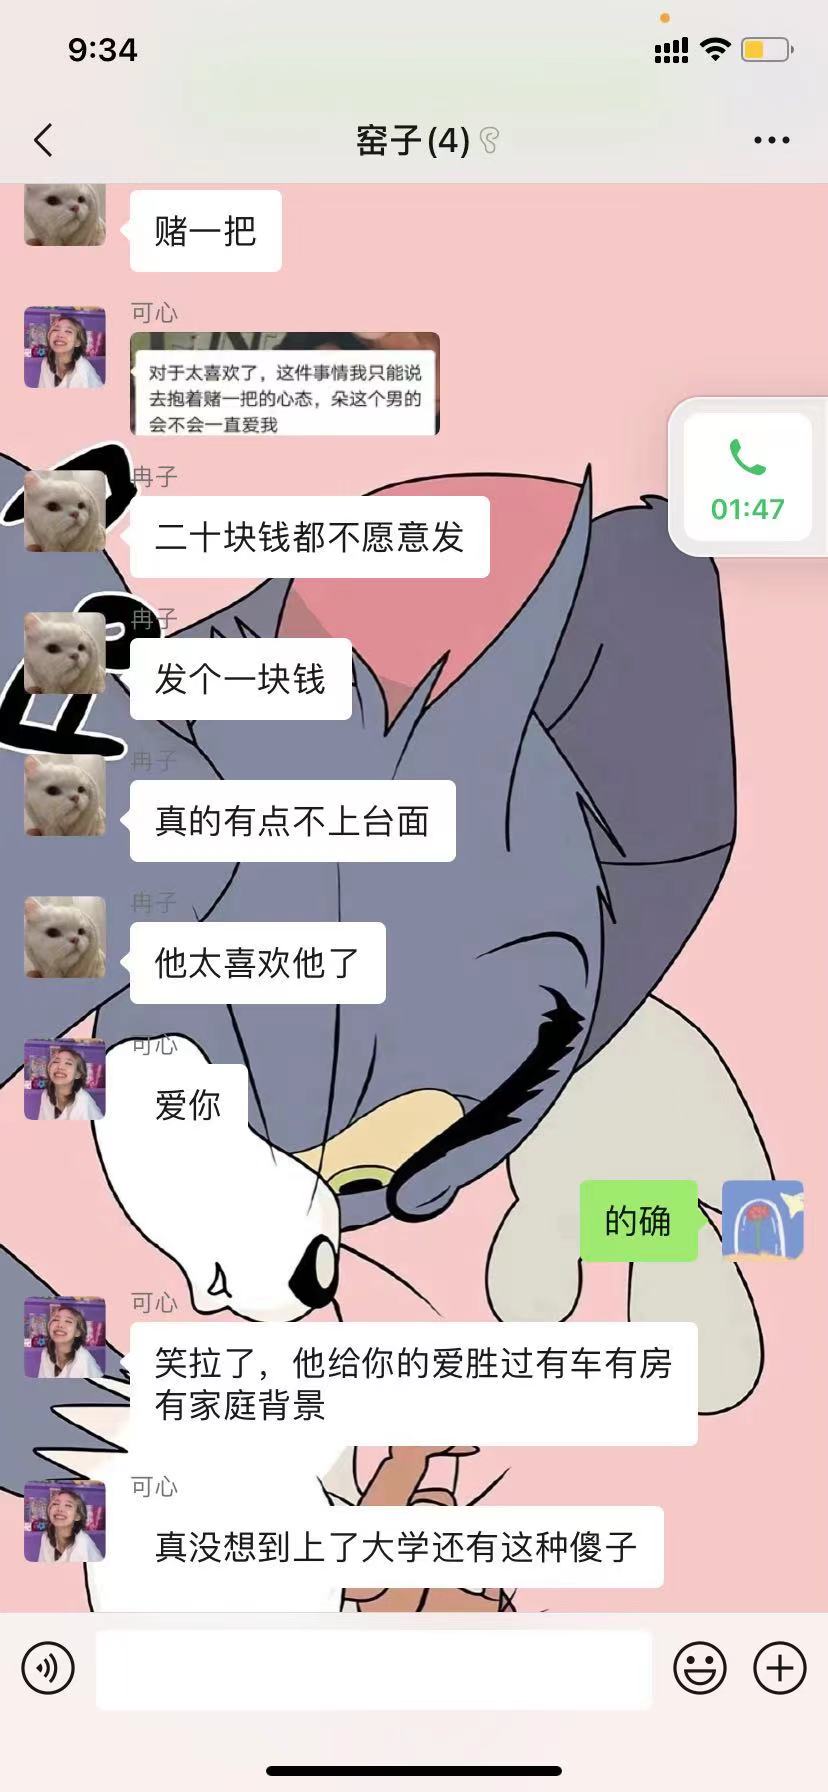 9:34
窑子(4)
赌一把
可心
对于太喜欢了，这件事情我只能说
去抱着赌一把的心态，朵这个男的
会不会一直爱我
01:47
冉子
二十块钱都不愿意发
冉子
发个一块钱
冉子
真的有点不上台面
冉子
他太喜欢他了
可心
爱你
的确
可心
笑拉了，他给你的爱胜过有车有房
有家庭背景
可心
真没想到上了大学还有这种傻子